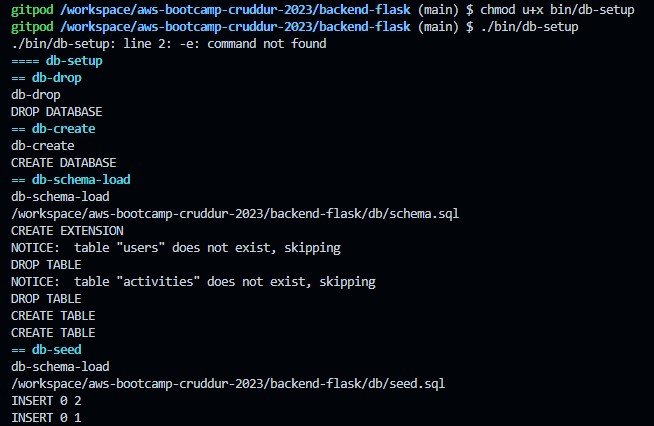 gitpod /workspace/aws-bootcamp-cruddur-2023/backend-flask (main) $ chmod u+x bin/db-setup
gitpod /workspace/aws-bootcamp-cruddur-2023/backend-flask (main) $ ./bin/db-setup
./bin/db-setup: line 2: -e: command not found
==== db-setup
== db-drop
db-drop
DROP DATABASE
== db-create
db-create
CREATE DATABASE
== db-schema-load
db-schema-load
/workspace/aws-bootcamp-cruddur-2023/backend-flask/db/schema.sql
CREATE EXTENSION
NOTICE:  table "users" does not exist, skipping
DROP TABLE
NOTICE:  table "activities" does not exist, skipping
DROP TABLE
CREATE TABLE
CREATE TABLE
== db-seed
db-schema-load
/workspace/aws-bootcamp-cruddur-2023/backend-flask/db/seed.sql
INSERT 0 2
INSERT 0 1